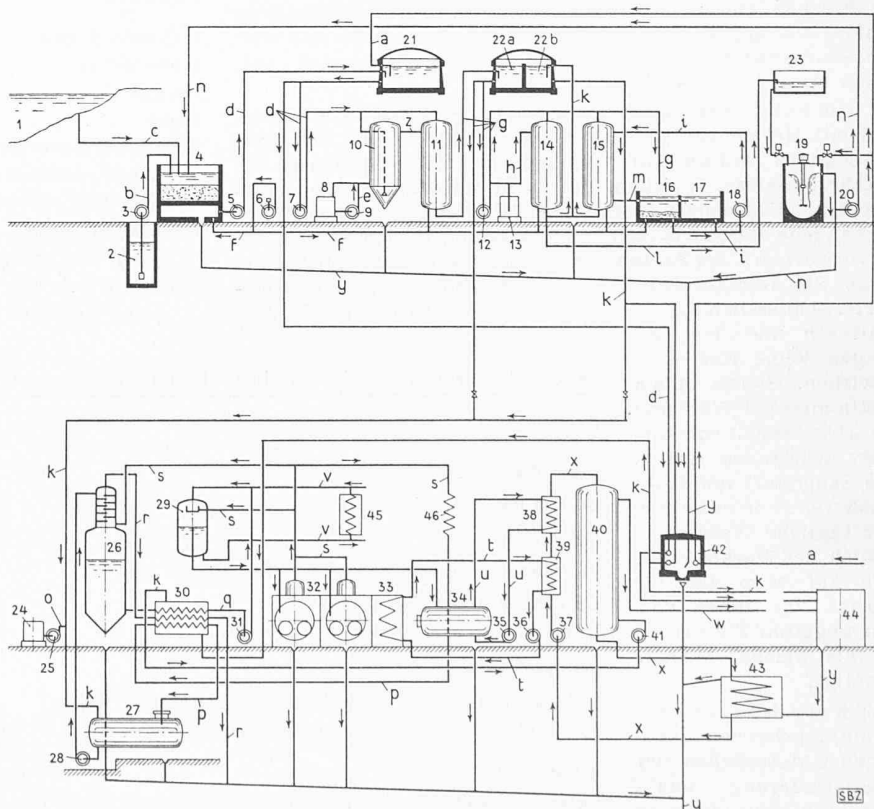 a 21 22a 22b 23
n d d z g k i n
1 c 10 11 h 14 15 g 19
4 m 16 17
b 5 6 7 8 e 9 12 18 20
3 13
f f l l
2 y k n
d
k s v x k y
s r 29 s 45 46 38 40 42 a
26 v s t 39
k 30 q 32 33 34 u u k
o 24 w 44
25 31 35 36 37 41
x
p t 43 y
k 27 p r x
28
y
SBZ